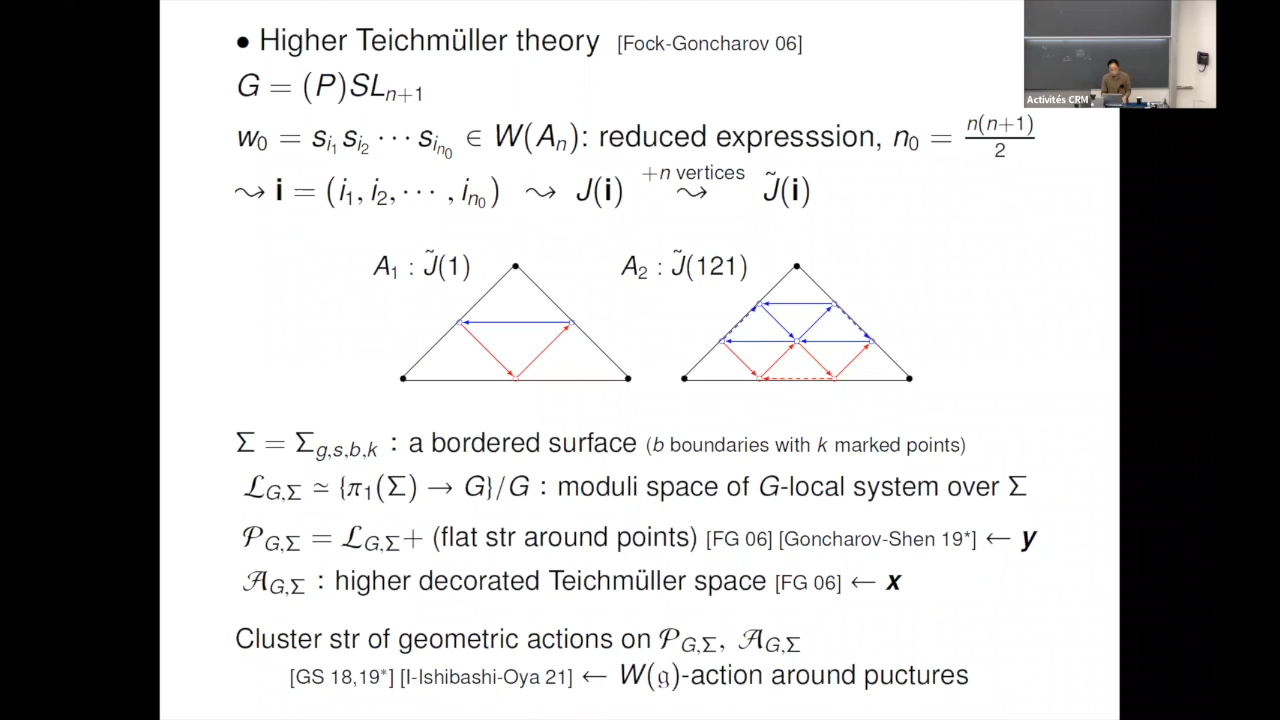 • Higher Teichmüller theory [Fock-Goncharov 06]
G = (P)SL_{n+1}
w_0 = s_{i_1} s_{i_2} ⋯ s_{i_{n_0}} ∈ W(A_n): reduced expresssion, n_0 = \frac{n(n+1)}{2}
⇝ i = (i_1, i_2, ⋯ , i_{n_0}) ⇝ J(i) \overset{+n vertices}{⇝} J̃(i)
A_1 : J̃(1) A_2 : J̃(121)
Σ = Σ_{g,s,b,k} : a bordered surface (b boundaries with k marked points)
ℒ_{G,Σ} ≃ {π_1(Σ) → G}/G : moduli space of G-local system over Σ
𝒫_{G,Σ} = ℒ_{G,Σ}+ (flat str around points) [FG 06] [Goncharov-Shen 19*] ← y
𝒜_{G,Σ} : higher decorated Teichmüller space [FG 06] ← x
Cluster str of geometric actions on 𝒫_{G,Σ}, 𝒜_{G,Σ}
[GS 18,19*] [I-Ishibashi-Oya 21] ← W(𝔤)-action around puctures
Activités CRM